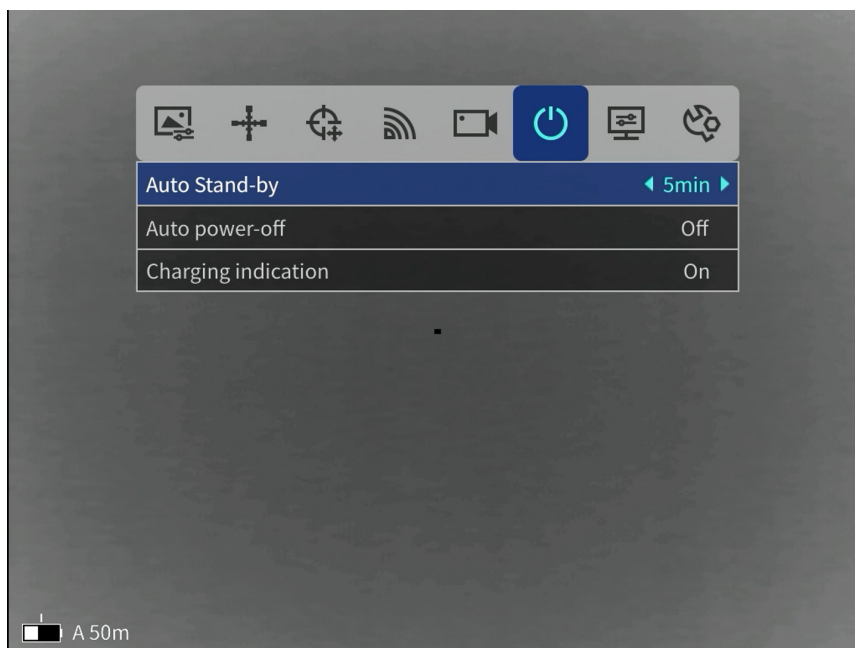 Auto Stand-by 5min
Auto power-off Off
Charging indication On
A 50m